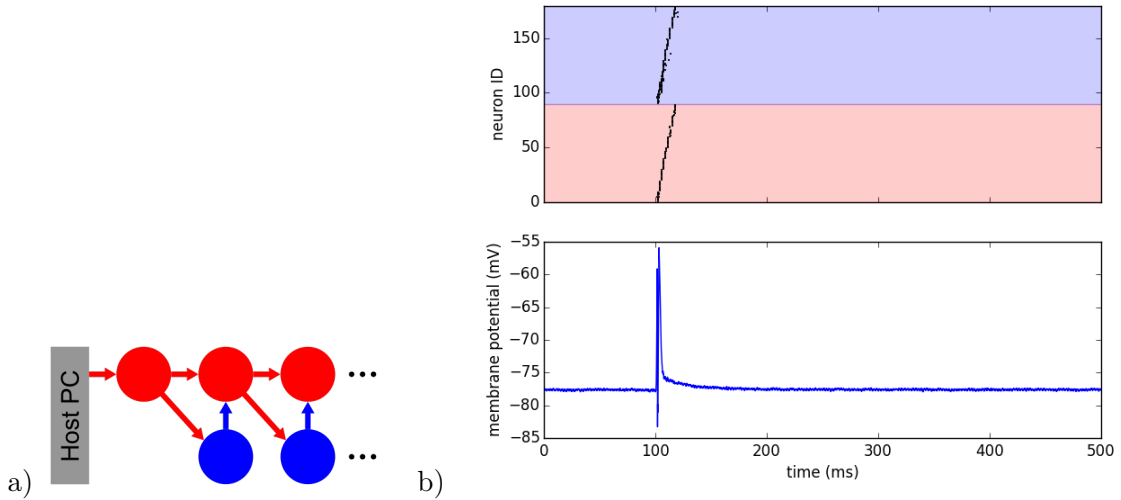 a)
Host PC
...
...
b)
neuron ID
150
100
50
0
membrane potential (mV)
−55
−60
−65
−70
−75
−80
−85
0 100 200 300 400 500
time (ms)